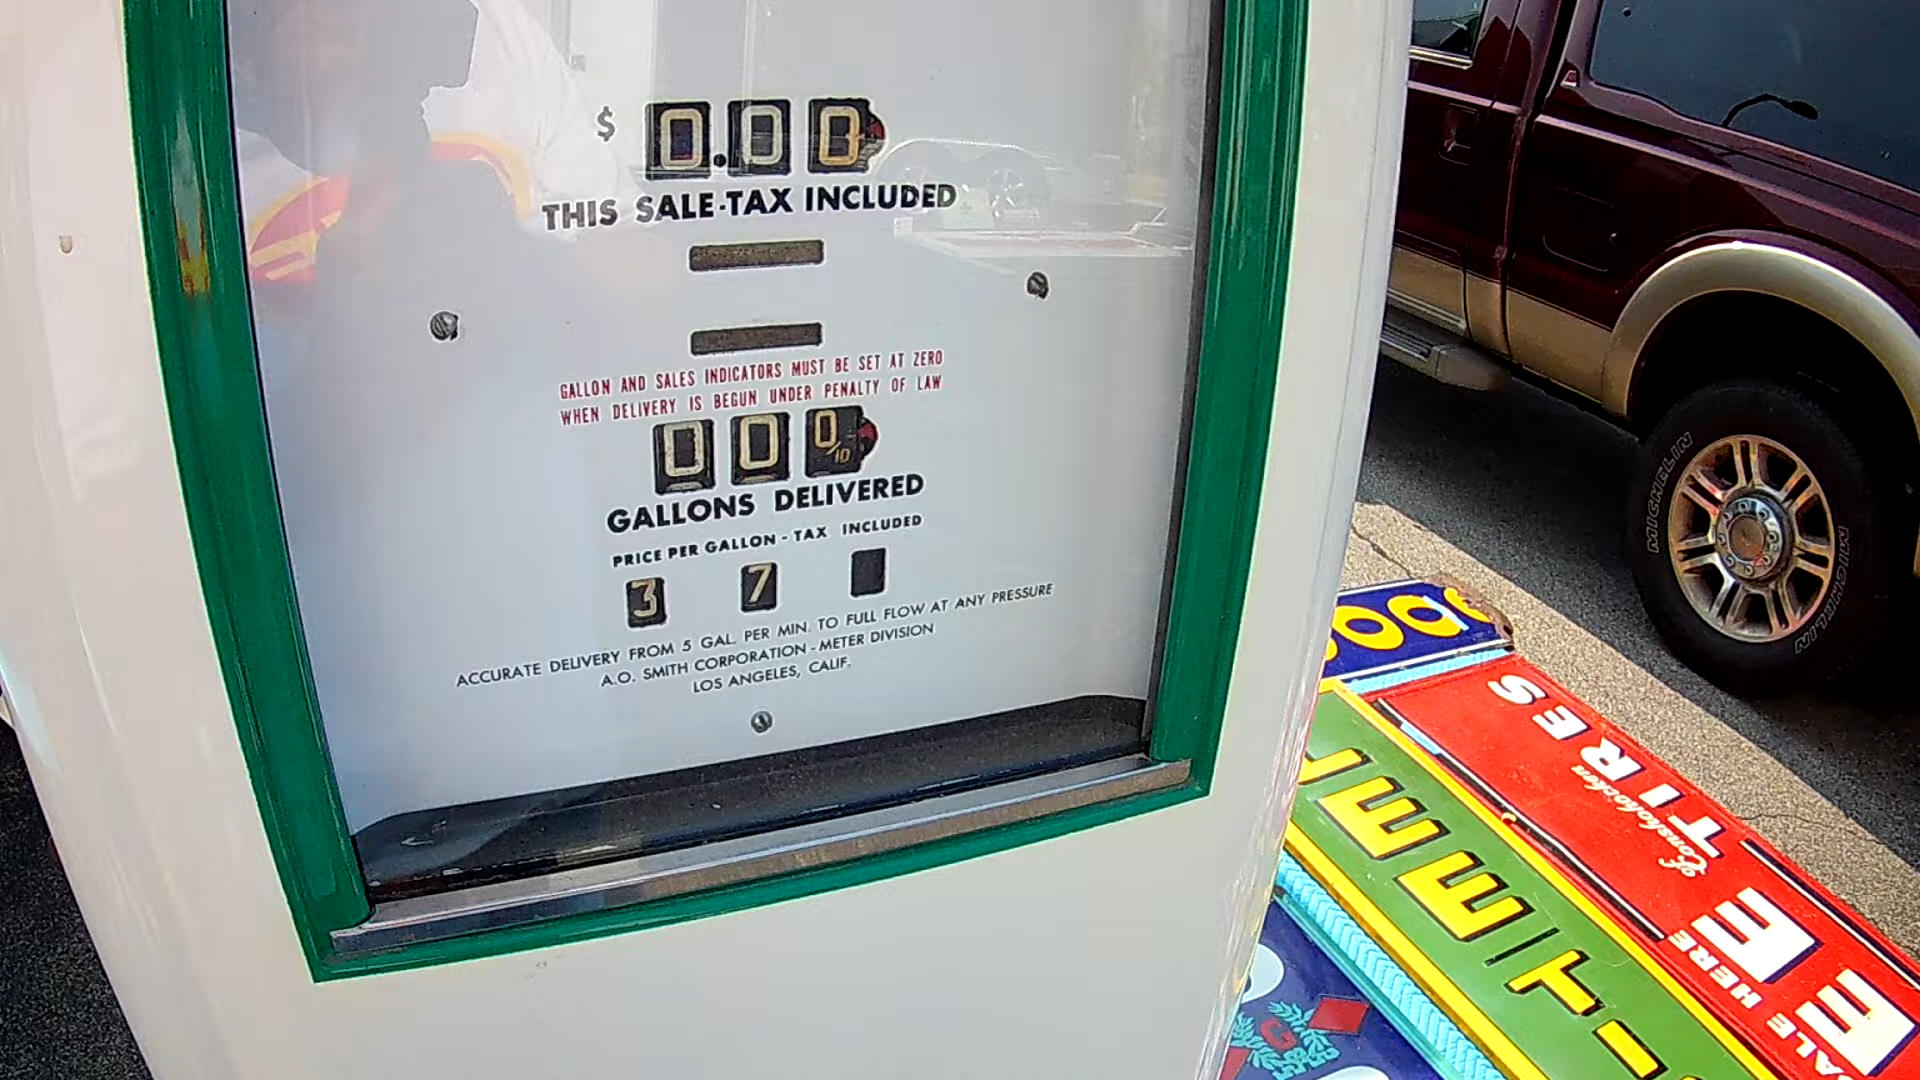 $ 0.00
THIS SALE-TAX INCLUDED
GALLON AND SALES INDICATORS MUST BE SET AT ZERO
WHEN DELIVERY IS BEGUN UNDER PENALTY OF LAW
00 0/10
GALLONS DELIVERED
PRICE PER GALLON - TAX INCLUDED
3 7
ACCURATE DELIVERY FROM 5 GAL. PER MIN. TO FULL FLOW AT ANY PRESSURE
A.O. SMITH CORPORATION - METER DIVISION
LOS ANGELES, CALIF.
MICHELIN
MICHELIN
TIRES
Conshohocken
HERE